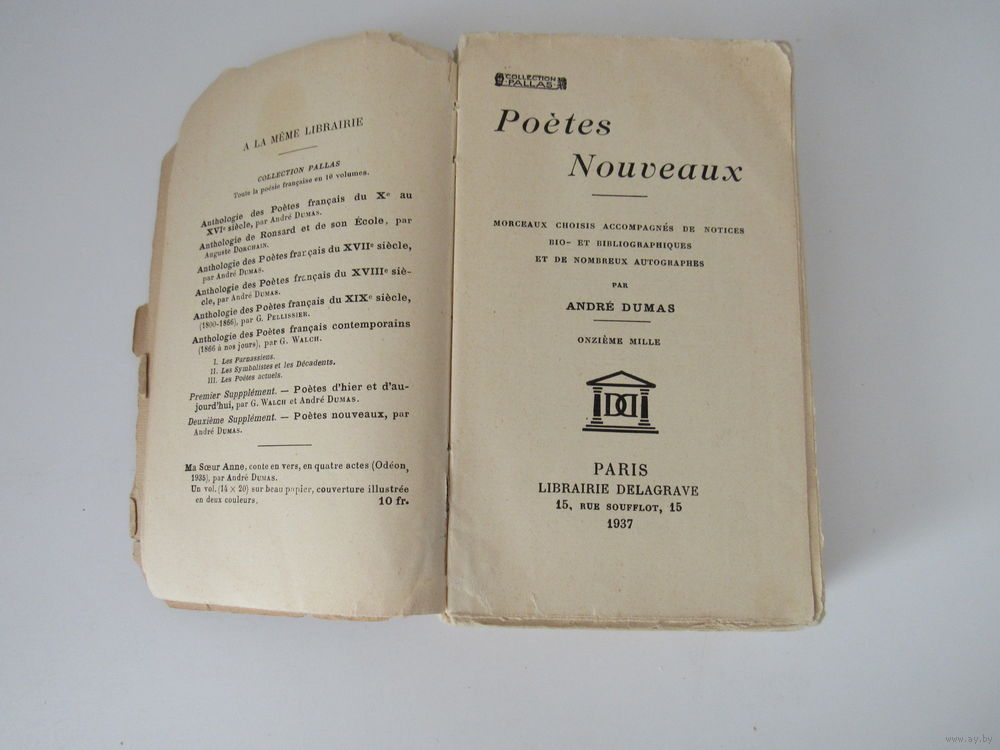 A LA MÊME LIBRAIRIE
COLLECTION PALLAS
Toute la poésie française en 10 volumes.
Anthologie des Poètes français du Xe au
XVIe siècle, par André DUMAS.
Anthologie de Ronsard et de son École, par
Auguste DORCHAIN.
Anthologie des Poètes français du XVIIe siècle,
par André DUMAS.
Anthologie des Poètes français du XVIIIe siè-
cle, par André DUMAS.
Anthologie des Poètes français du XIXe siècle,
(1800-1866), par G. PELLISSIER.
Anthologie des Poètes français contemporains
(1866 à nos jours), par G. WALCH.
I. Les Parnassiens.
II. Les Symbolistes et les Décadents.
III. Les Poètes actuels.
Premier Suppplément. — Poètes d'hier et d'au-
jourd'hui, par G. WALCH et André DUMAS.
Deuxième Supplément. — Poètes nouveaux, par
André DUMAS.
Ma Sœur Anne, conte en vers, en quatre actes (Odéon,
1935), par André DUMAS.
Un vol. (14 × 20) sur beau papier, couverture illustrée
en deux couleurs. 10 fr.
COLLECTION
PALLAS
Poètes
Nouveaux
MORCEAUX CHOISIS ACCOMPAGNÉS DE NOTICES
BIO- ET BIBLIOGRAPHIQUES
ET DE NOMBREUX AUTOGRAPHES
PAR
ANDRÉ DUMAS
ONZIÈME MILLE
PARIS
LIBRAIRIE DELAGRAVE
15, RUE SOUFFLOT, 15
1937
www.ay.by